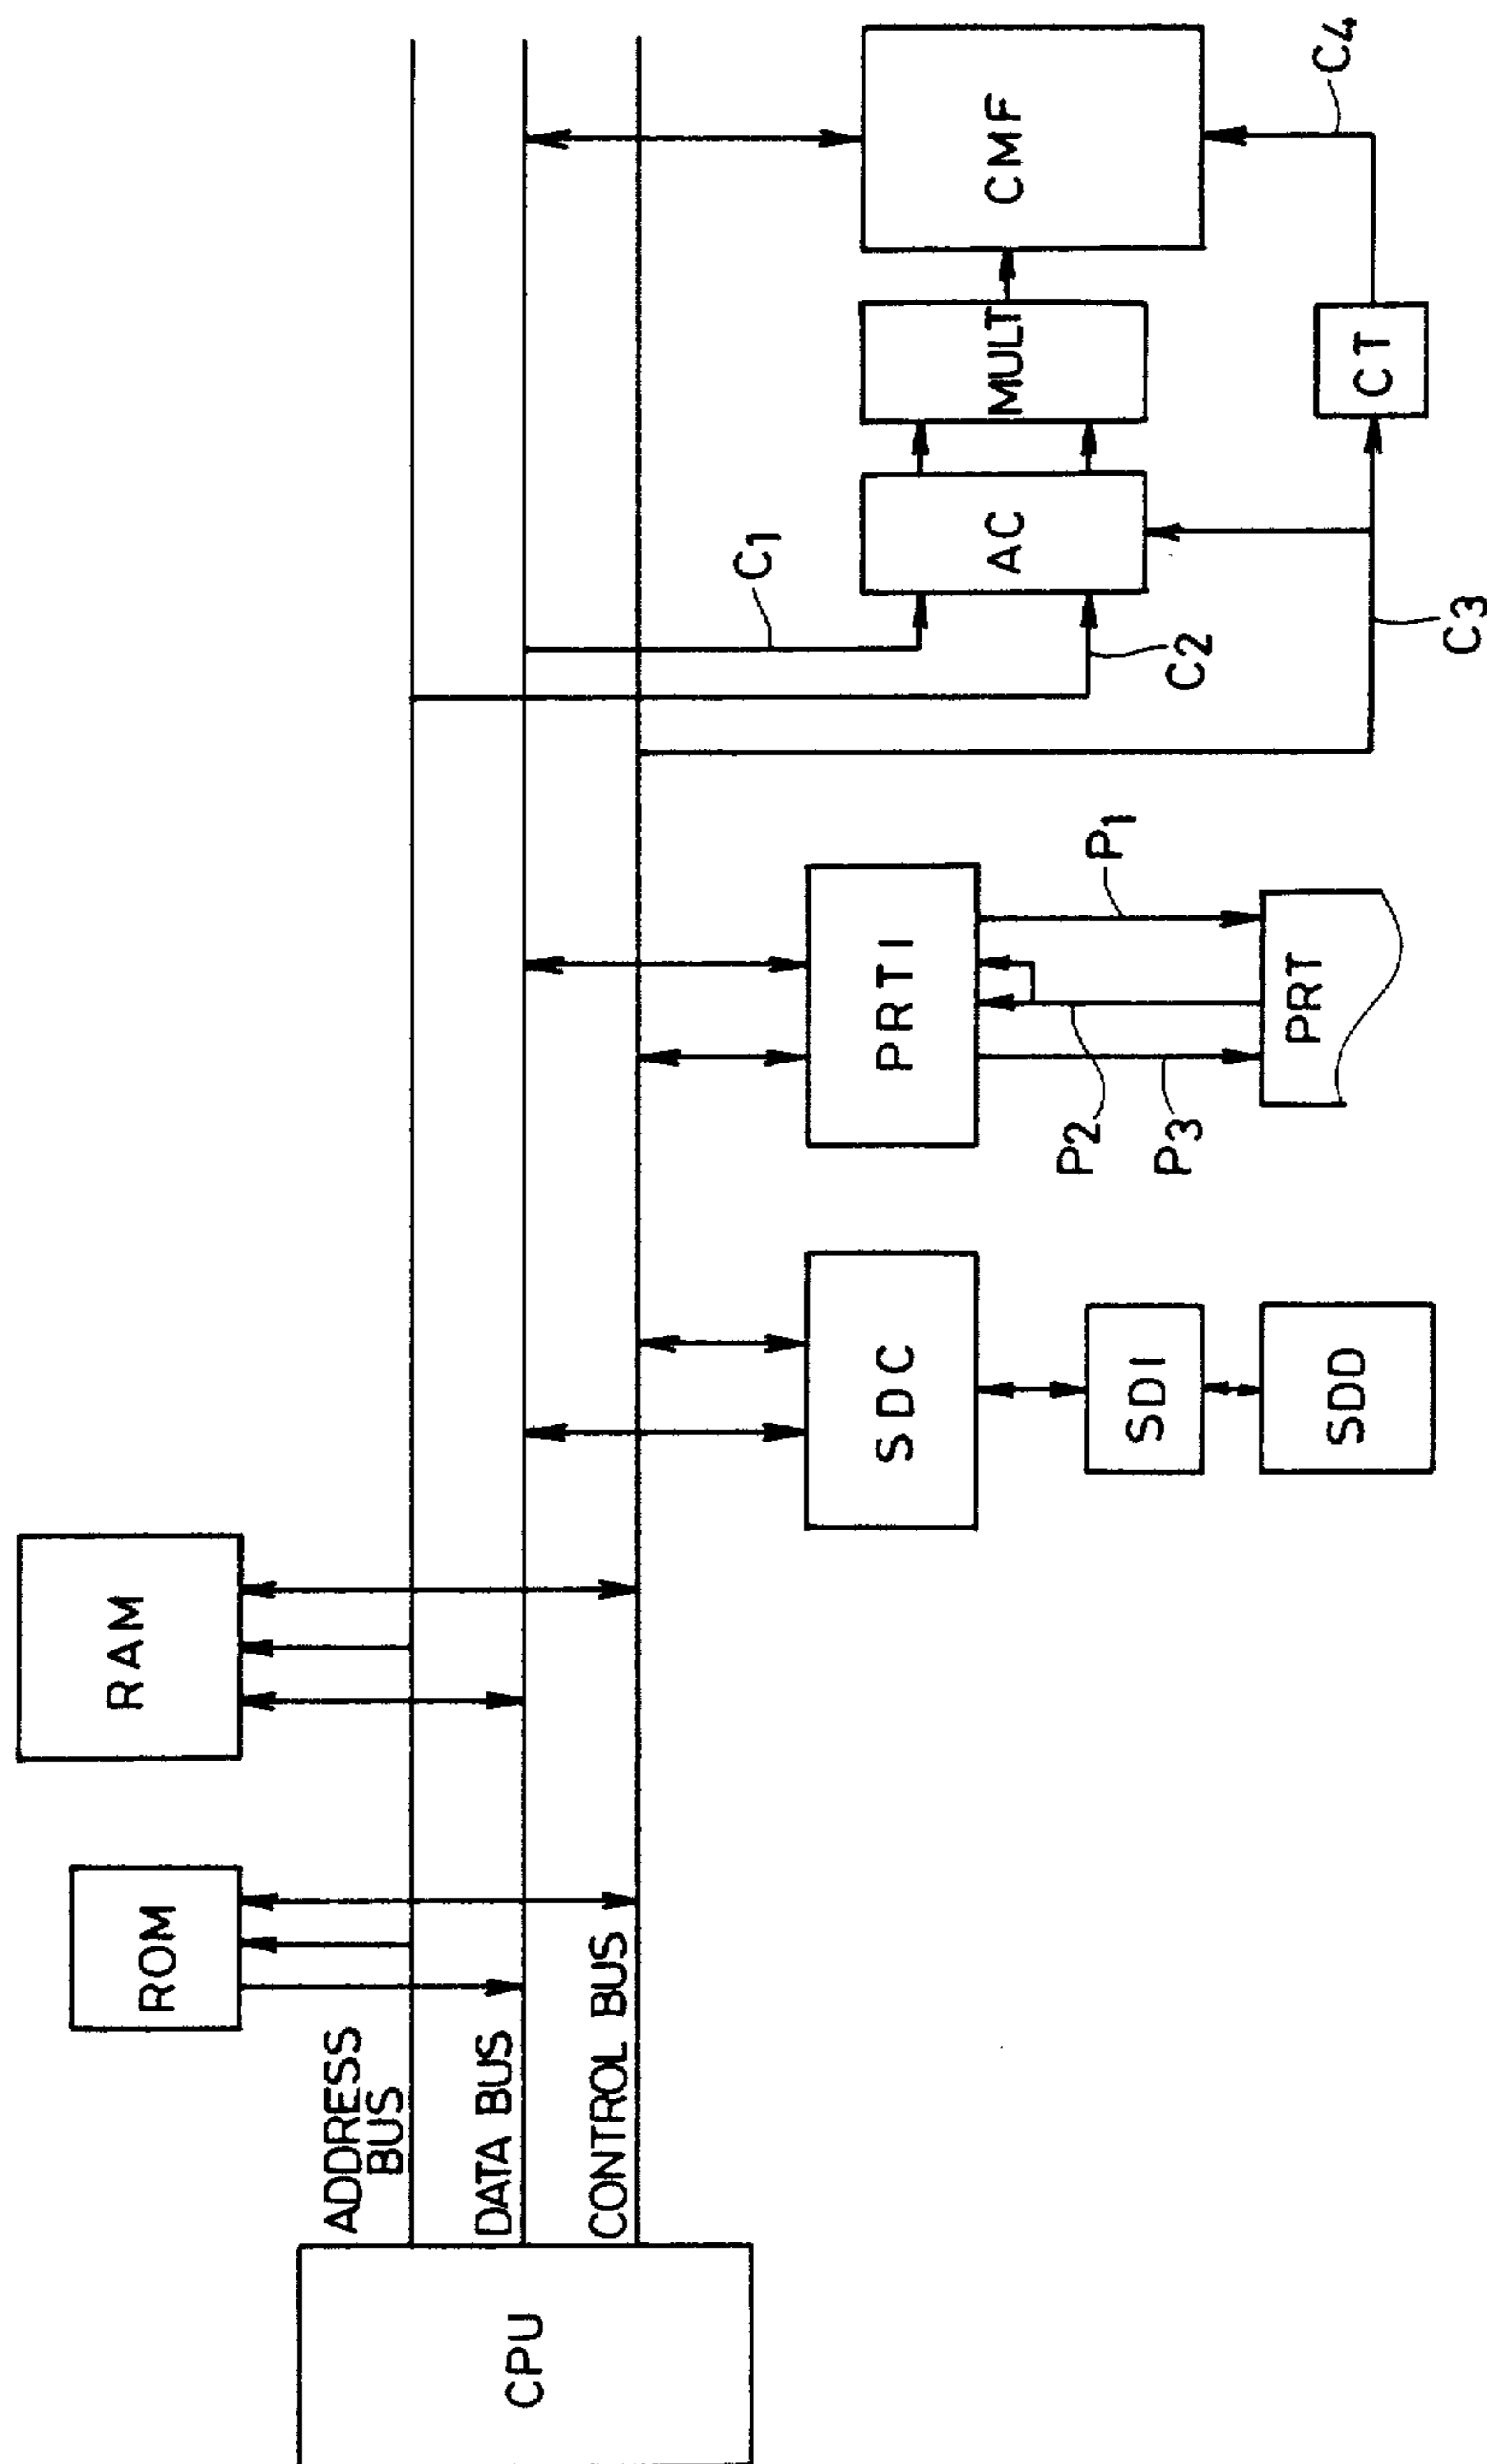 ROM
RAM
ADDRESS
BUS
DATA BUS
CONTROL BUS
CPU
SDC
SDI
SDD
PRTI
P1
P2
P3
PRT
C1
C2
C3
AC
MULT
CMF
CT
C4